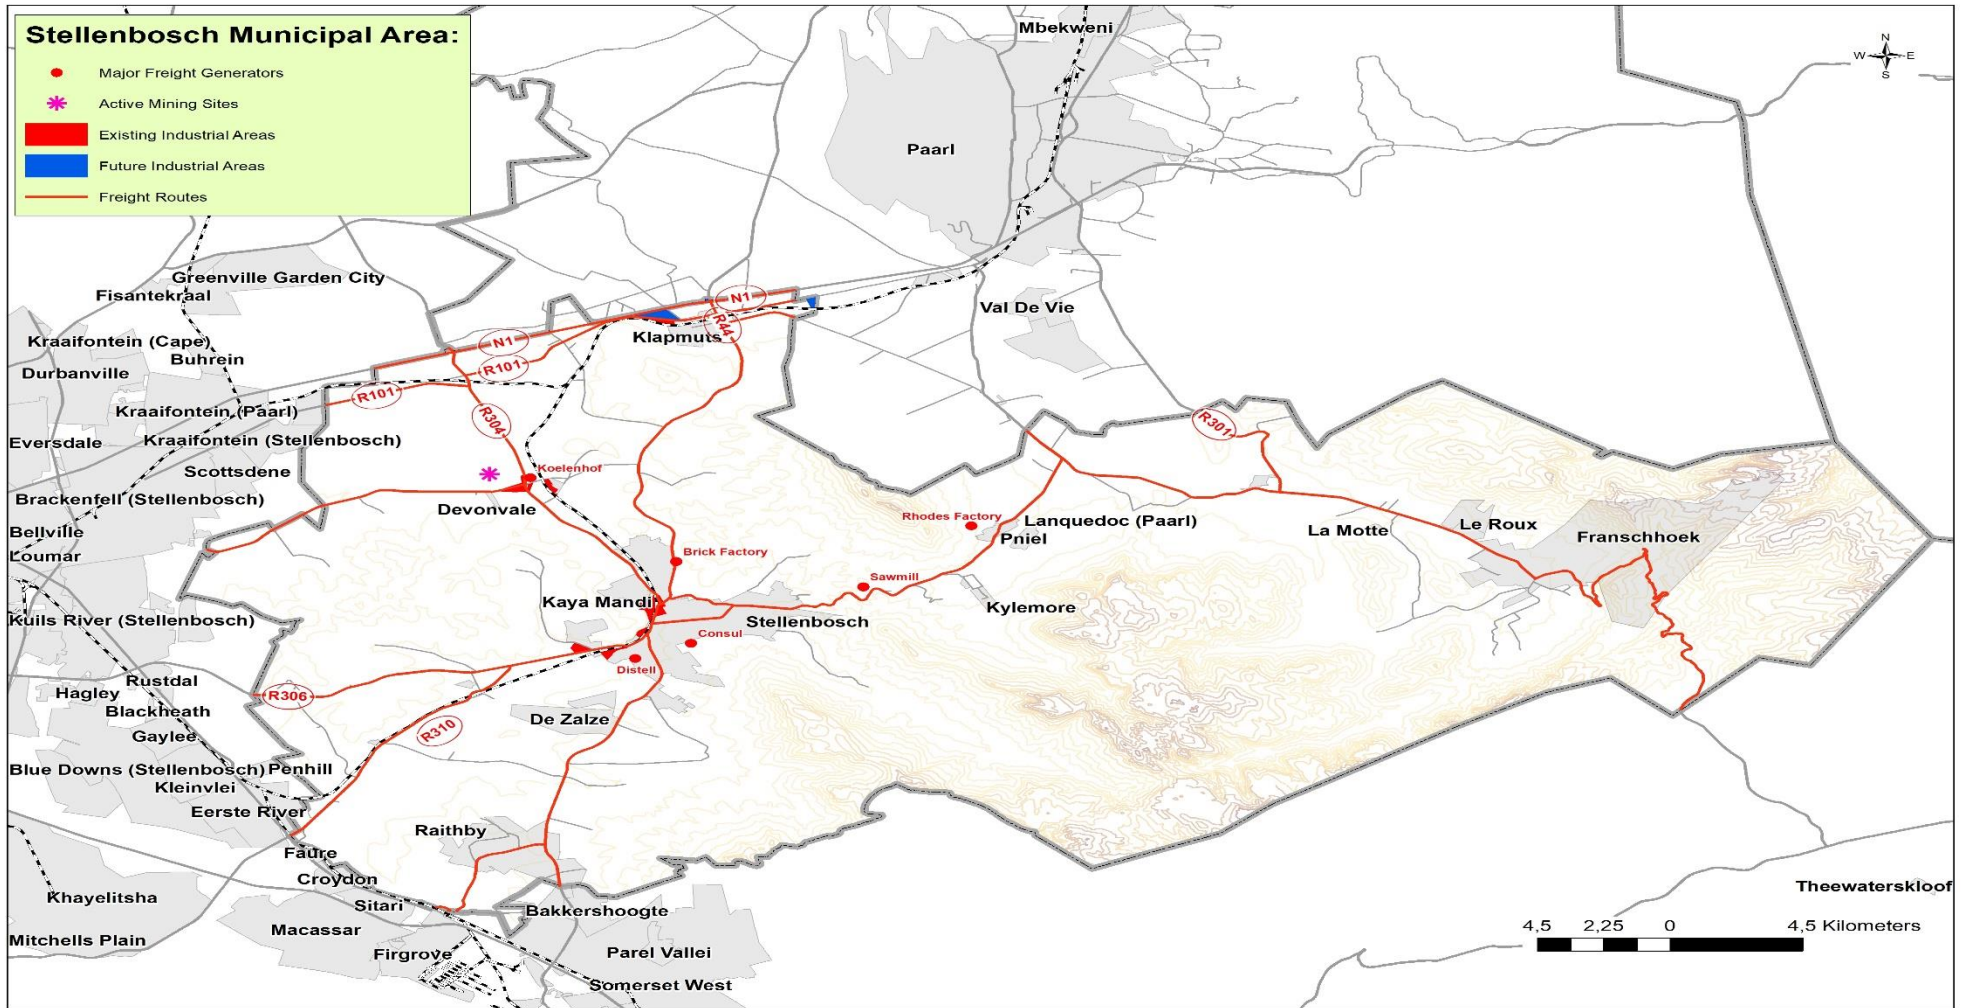 Stellenbosch Municipal Area:
Major Freight Generators
Active Mining Sites
Existing Industrial Areas
Future Industrial Areas
Freight Routes
Mbekweni
N
W E
S
Paarl
Greenville Garden City
Fisantekraal
N1
Val De Vie
R44
Klapmuts
Kraaifontein (Cape)
N1
Buhrein
R101
Durbanville
R101
Kraaifontein (Paarl)
R304
R301
Eversdale
Kraaifontein (Stellenbosch)
Scottsdene
Koelenhof
Brackenfell (Stellenbosch)
Devonvale
Rhodes Factory
Lanquedoc (Paarl)
Le Roux
Bellville
La Motte
Pniel
Franschhoek
Loumar
Brick Factory
Sawmill
Kaya Mandi
Kylemore
Kuils River (Stellenbosch)
Stellenbosch
Consul
Distell
Rustdal
Hagley
R306
Blackheath
De Zalze
Gaylee
R310
Blue Downs (Stellenbosch)
Penhill
Kleinvlei
Eerste River
Raithby
Faure
Croydon
Theewaterskloof
Khayelitsha
Sitari
Bakkershoogte
Macassar
4,5 2,25 0 4,5 Kilometers
Mitchells Plain
Firgrove
Parel Vallei
Somerset West